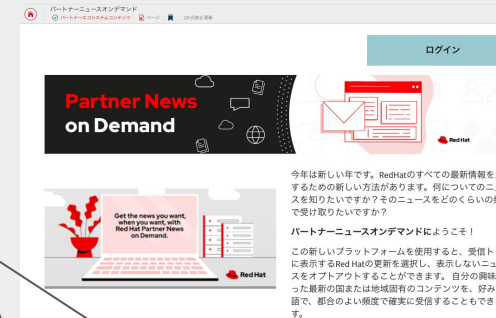 パートナーニュースオンデマンド
パートナーエコシステムコンテンツ ページ 29 日前に更新
ログイン
Partner News
on Demand
Red Hat
今年は新しい年です。RedHatのすべての最新情報を
するための新しい方法があります。何についてのニュ
スを知りたいですか？そのニュースをどのくらいの頻
で受け取りたいですか？
パートナーニュースオンデマンドにようこそ！
Get the news you want,
when you want, with
Red Hat Partner News
on Demand.
Red Hat
この新しいプラットフォームを使用すると、受信ト
に表示するRed Hatの更新を選択し、表示しないニュ
スをオプトアウトすることができます。 自分の興味
った最新の国または地域固有のコンテンツを、好み
語で、都合のよい頻度で確実に受信することもでき
す。